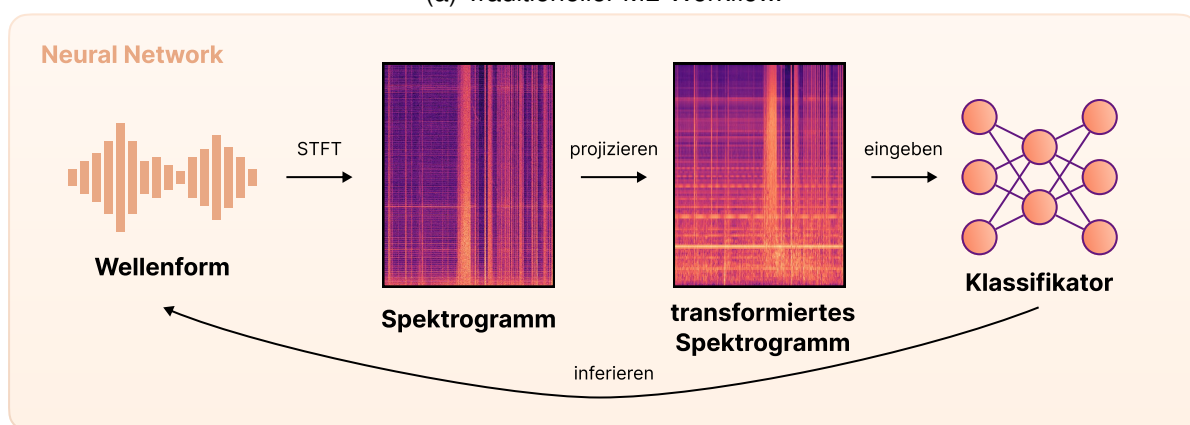 Neural Network
STFT
projizieren
eingeben
Wellenform
Spektrogramm
transformiertes
Spektrogramm
Klassifikator
inferieren